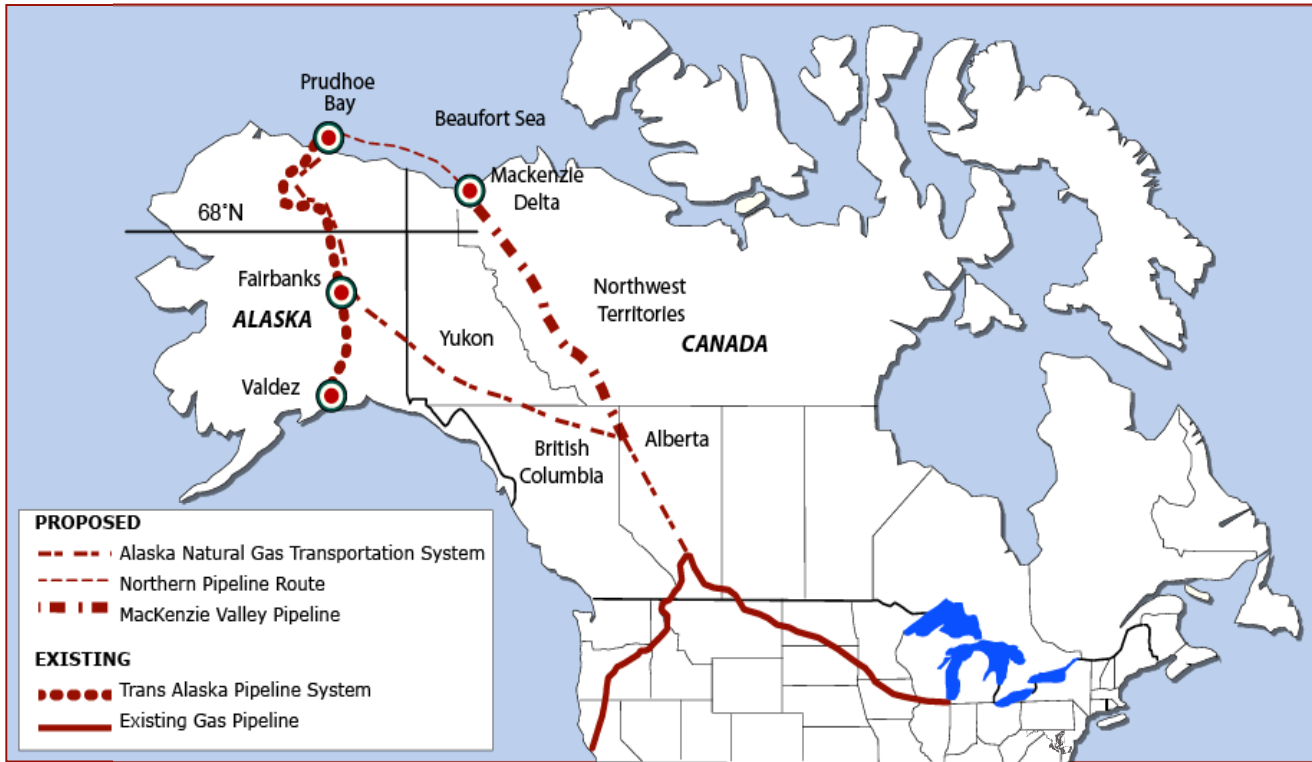 Prudhoe
Bay
Beaufort Sea
Mackenzie
Delta
68°N
Fairbanks
ALASKA
Northwest
Territories
Yukon
CANADA
Valdez
British
Columbia
Alberta
PROPOSED
Alaska Natural Gas Transportation System
Northern Pipeline Route
MacKenzie Valley Pipeline
EXISTING
Trans Alaska Pipeline System
Existing Gas Pipeline